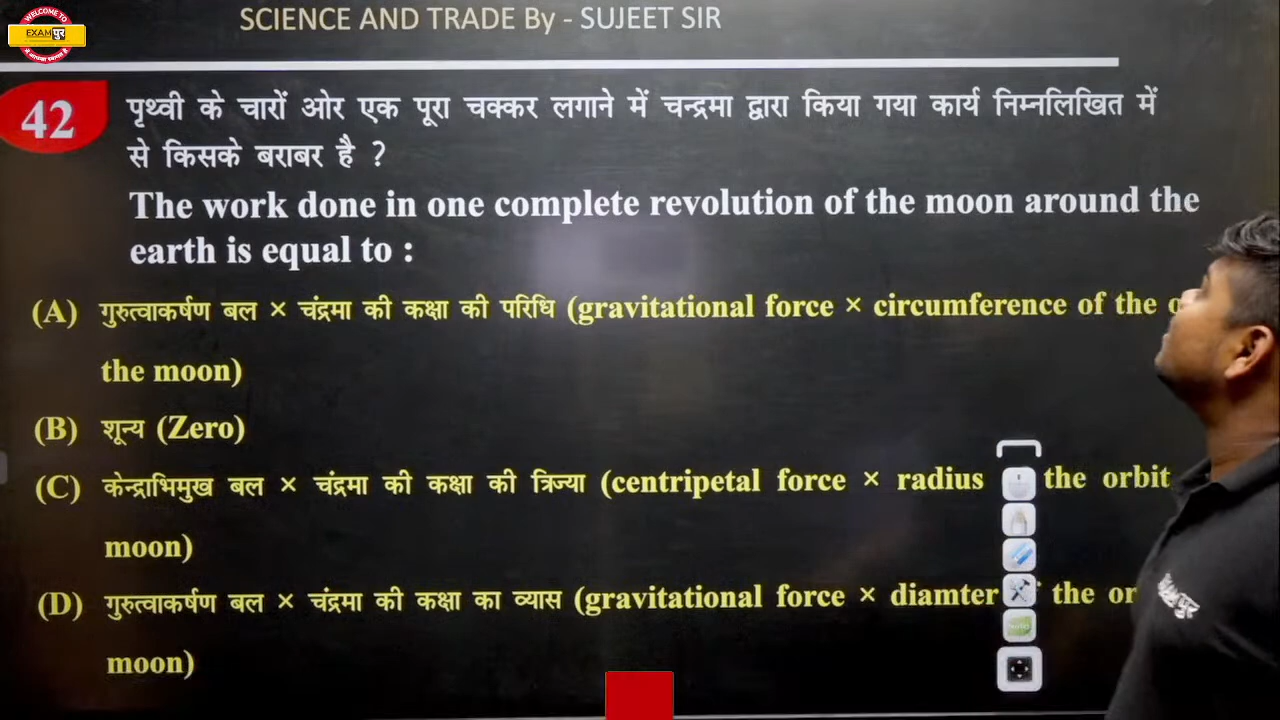 SCIENCE AND TRADE By - SUJEET SIR
WELCOME TO
EXAMपुर
42
पृथ्वी के चारों ओर एक पूरा चक्कर लगाने में चन्द्रमा द्वारा किया गया कार्य निम्नलिखित में
से किसके बराबर है ?
The work done in one complete revolution of the moon around the
earth is equal to :
(A) गुरुत्वाकर्षण बल × चंद्रमा की कक्षा की परिधि (gravitational force × circumference of the
the moon)
(B) शून्य (Zero)
(C) केन्द्राभिमुख बल × चंद्रमा की कक्षा की त्रिज्या (centripetal force × radius the orbit
moon)
(D) गुरुत्वाकर्षण बल × चंद्रमा की कक्षा का व्यास (gravitational force × diamter the
moon)